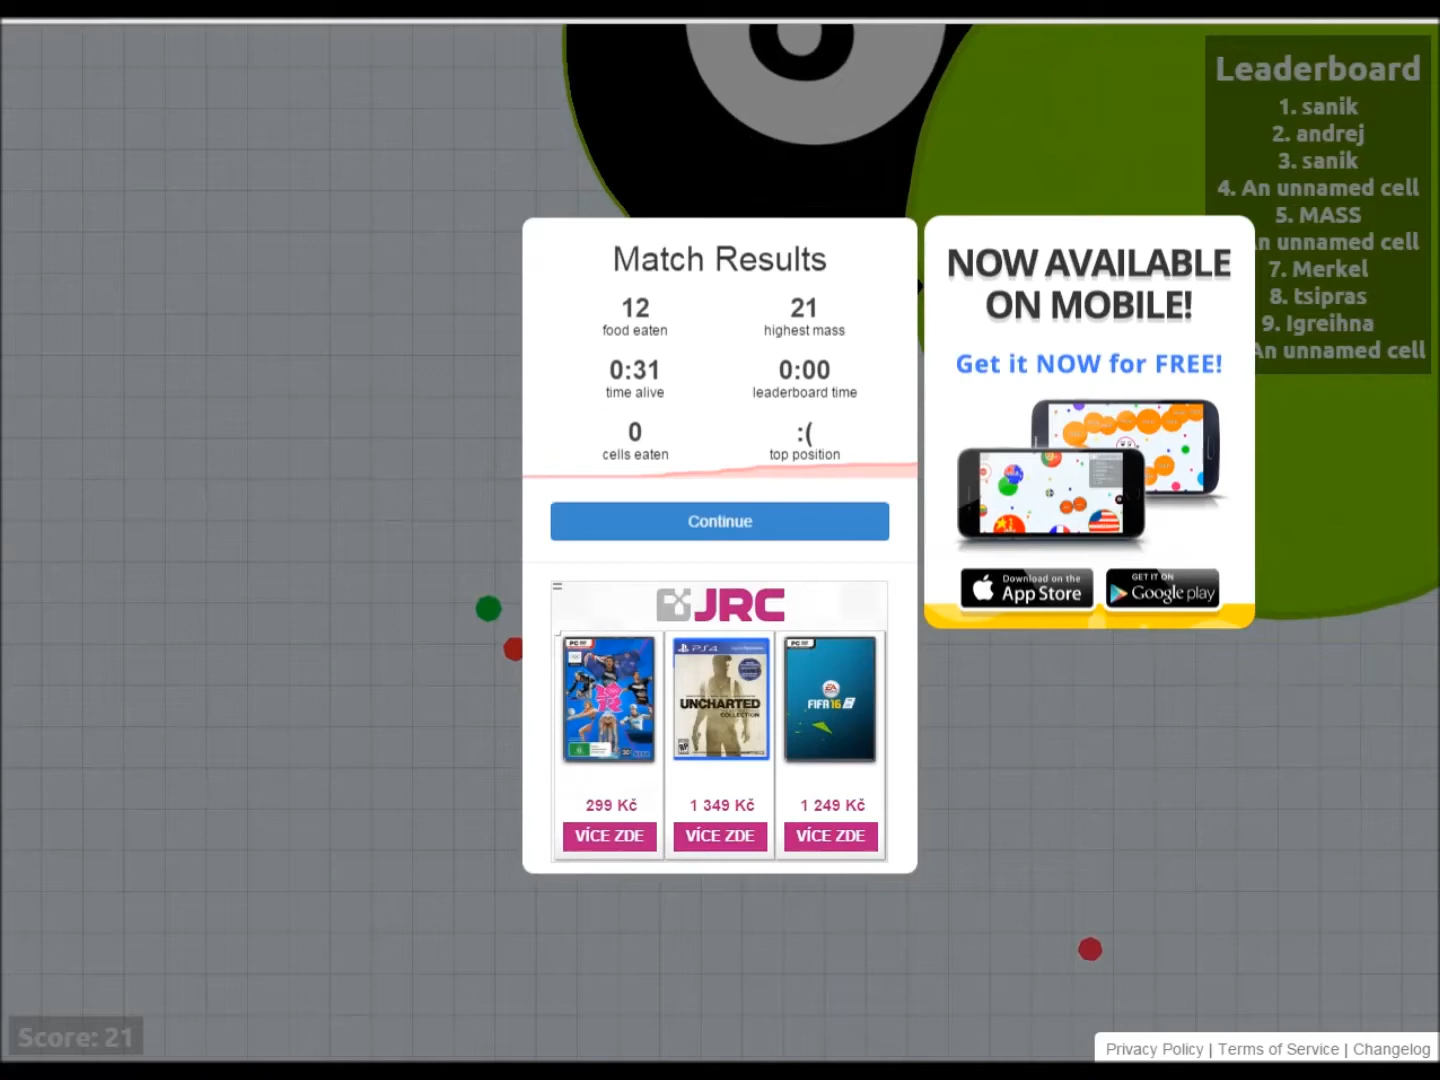 Leaderboard
1. sanik
2. andrej
3. sanik
4. An unnamed cell
5. MASS
n unnamed cell
7. Merkel
8. tsipras
9. Igreihna
An unnamed cell
Match Results
12
food eaten
21
highest mass
0:31
time alive
0:00
leaderboard time
0
cells eaten
:(
top position
Continue
NOW AVAILABLE
ON MOBILE!
Get it NOW for FREE!
Download on the
App Store
GET IT ON
Google play
JRC
PS4
UNCHARTED
COLLECTION
EA
FIFA 16
299 Kč
1 349 Kč
1 249 Kč
VÍCE ZDE
VÍCE ZDE
VÍCE ZDE
Score: 21
Privacy Policy | Terms of Service | Changelog